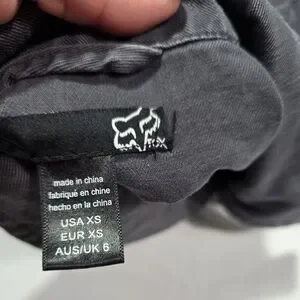 FOX
made in china
fabriqué en chine
hecho en la china
USA XS
EUR XS
AUS/UK 6